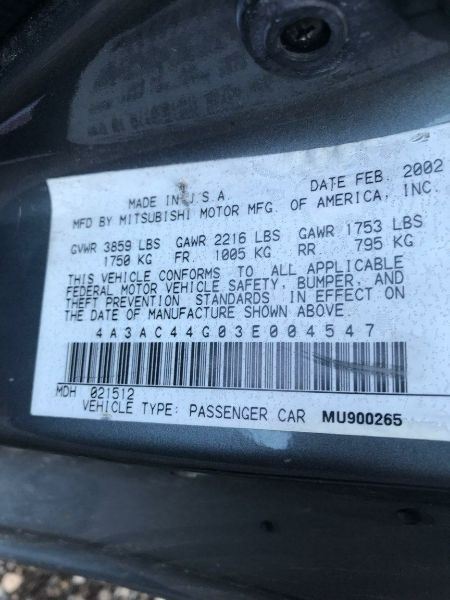 MADE IN U.S.A. DATE FEB. 2002
MFD BY MITSUBISHI MOTOR MFG. OF AMERICA, INC.
GVWR 3859 LBS GAWR 2216 LBS GAWR 1753 LBS
1750 KG FR. 1005 KG RR. 795 KG
THIS VEHICLE CONFORMS TO ALL APPLICABLE
FEDERAL MOTOR VEHICLE SAFETY, BUMPER, AND
THEFT PREVENTION STANDARDS IN EFFECT ON
THE DATE OF MANUFACTURE SHOWN ABOVE.
4A3AC44G03E004547
MDH 021512
VEHICLE TYPE: PASSENGER CAR MU900265